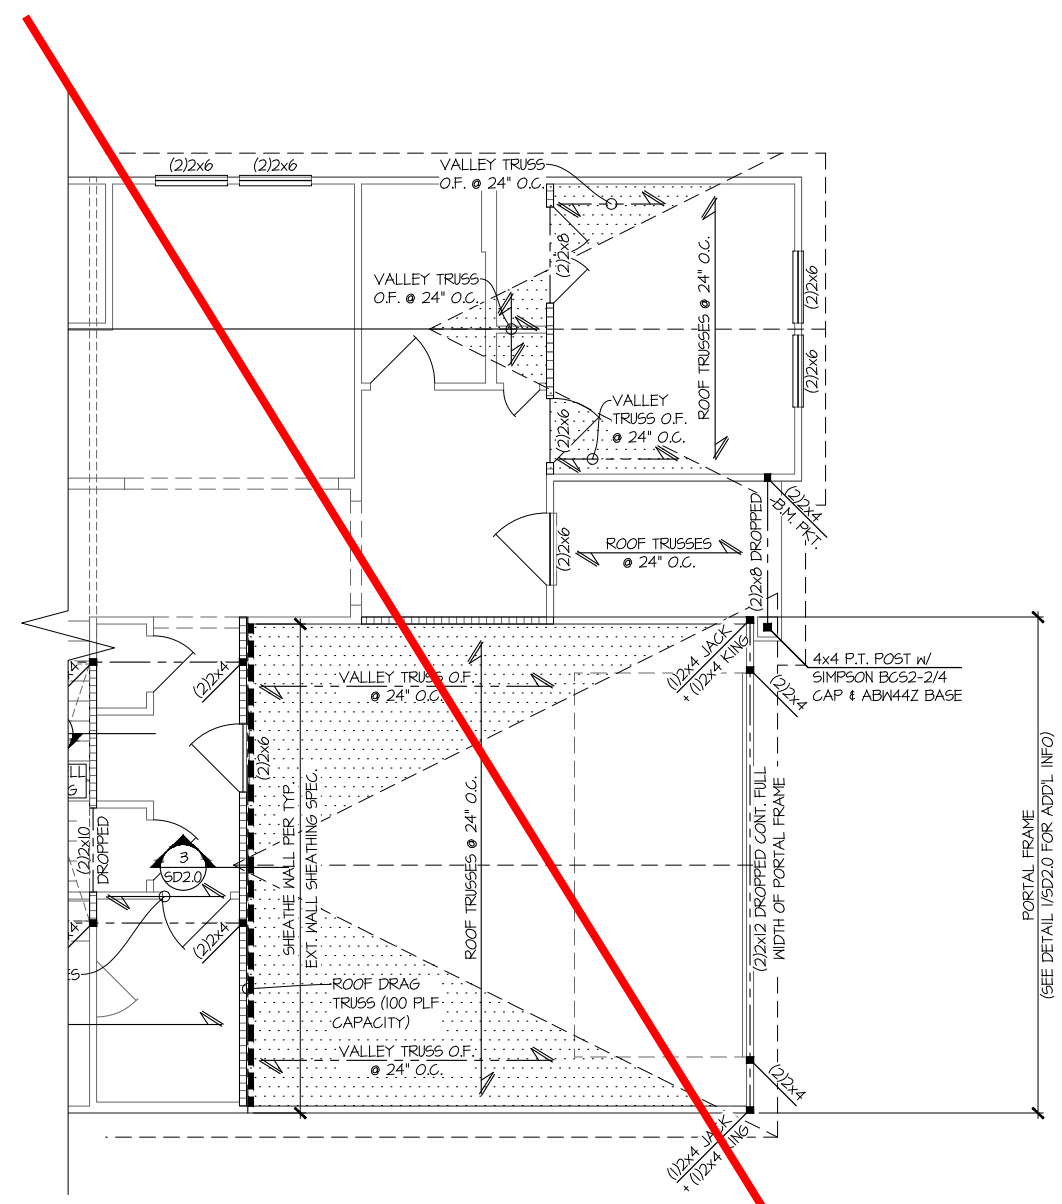 (2)2x6
(2)2x6
VALLEY TRUSS
O.F. @ 24" O.C.
(2)2x8
ROOF TRUSSES @ 24" O.C.
(2)2x6
VALLEY TRUSS
O.F. @ 24" O.C.
(2)2x6
VALLEY
TRUSS O.F.
@ 24" O.C.
(2)2x6
(2)2x4
B.M. PKT.
(2)2x8 DROPPED
ROOF TRUSSES
@ 24" O.C.
(2)2x6
(1)2x4 JACK
+ (1)2x4 KING
4x4 P.T. POST W/
SIMPSON BCS2-2/4
CAP & ABW44Z BASE
(2)2x4
(2)2x4
VALLEY TRUSS O.F.
@ 24" O.C.
(2)2x6
SHEATHE WALL PER TYP.
EXT. WALL SHEATHING SPEC.
ROOF TRUSSES @ 24" O.C.
(2)2x12 DROPPED CONT. FULL
WIDTH OF PORTAL FRAME
PORTAL FRAME
(SEE DETAIL 1/SD2.0 FOR ADD'L INFO)
(2)2x10
DROPPED
3
SD2.0
(2)2x4
ROOF DRAG
TRUSS (100 PLF
CAPACITY)
VALLEY TRUSS O.F.
@ 24" O.C.
(2)2x4
(1)2x4 JACK
+ (1)2x4 KING